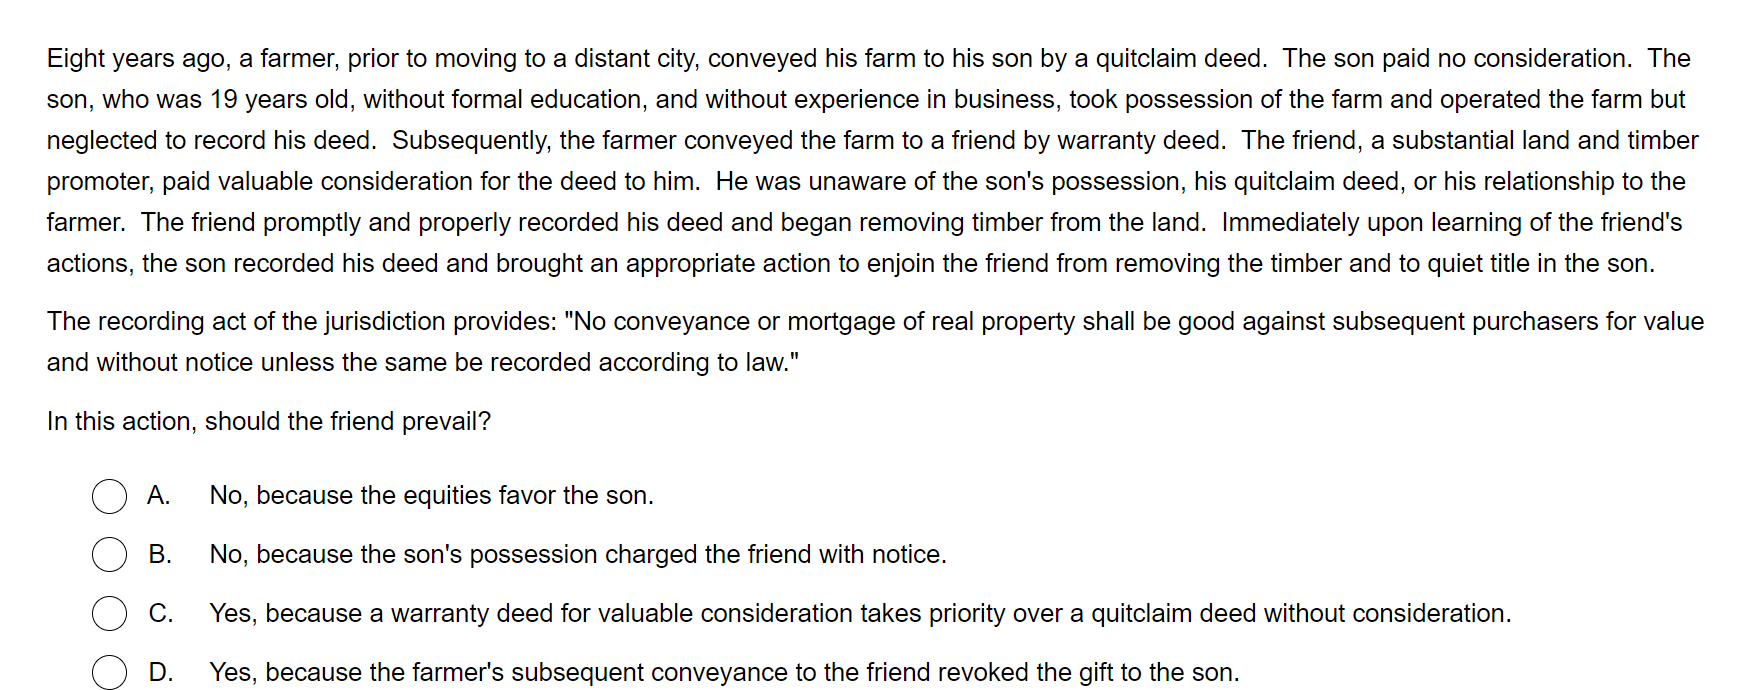 Eight years ago, a farmer, prior to moving to a distant city, conveyed his farm to his son by a quitclaim deed.  The son paid no consideration.  The
son, who was 19 years old, without formal education, and without experience in business, took possession of the farm and operated the farm but
neglected to record his deed.  Subsequently, the farmer conveyed the farm to a friend by warranty deed.  The friend, a substantial land and timber
promoter, paid valuable consideration for the deed to him.  He was unaware of the son's possession, his quitclaim deed, or his relationship to the
farmer.  The friend promptly and properly recorded his deed and began removing timber from the land.  Immediately upon learning of the friend's
actions, the son recorded his deed and brought an appropriate action to enjoin the friend from removing the timber and to quiet title in the son.
The recording act of the jurisdiction provides: "No conveyance or mortgage of real property shall be good against subsequent purchasers for value
and without notice unless the same be recorded according to law."
In this action, should the friend prevail?
A. No, because the equities favor the son.
B. No, because the son's possession charged the friend with notice.
C. Yes, because a warranty deed for valuable consideration takes priority over a quitclaim deed without consideration.
D. Yes, because the farmer's subsequent conveyance to the friend revoked the gift to the son.